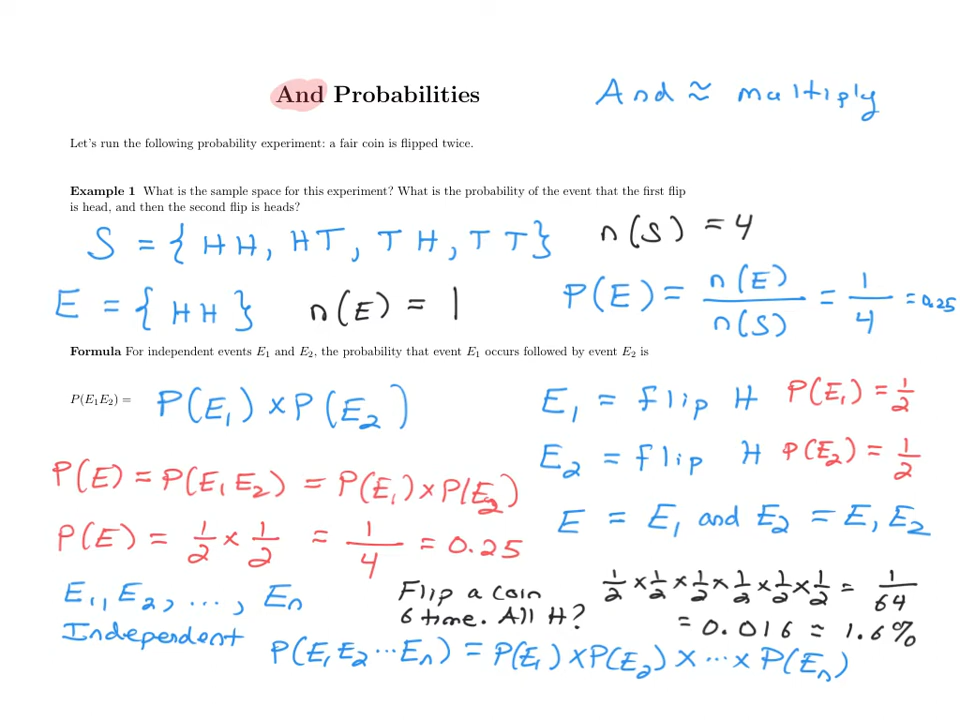 And Probabilities
And ≈ multiply
Let's run the following probability experiment: a fair coin is flipped twice.
Example 1 What is the sample space for this experiment? What is the probability of the event that the first flip
is head, and then the second flip is heads?
S = { HH, HT, TH, TT} n(S) = 4
E = { HH } n(E) = 1 P(E) = n(E)/n(S) = 1/4 = 0.25
Formula For independent events E₁ and E₂, the probability that event E₁ occurs followed by event E₂ is
P(E₁E₂) = P(E₁) × P(E₂)
E₁ = flip H P(E₁) = 1/2
E₂ = flip H P(E₂) = 1/2
E = E₁ and E₂ = E₁E₂
P(E) = P(E₁E₂) = P(E₁) × P(E₂)
P(E) = 1/2 × 1/2 = 1/4 = 0.25
E₁, E₂, ..., Eₙ
Independent
Flip a coin
6 time. All H?
1/2 × 1/2 × 1/2 × 1/2 × 1/2 × 1/2 = 1/64
= 0.016 = 1.6%
P(E₁E₂...Eₙ) = P(E₁) × P(E₂) × ... × P(Eₙ)